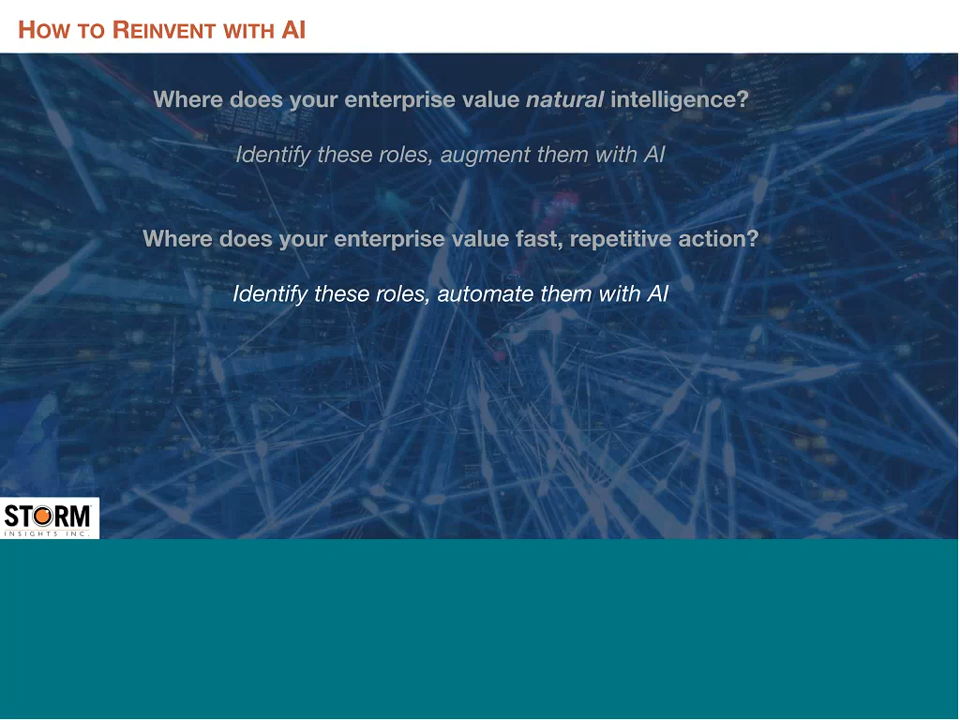 HOW TO REINVENT WITH AI
Where does your enterprise value natural intelligence?
Identify these roles, augment them with AI
Where does your enterprise value fast, repetitive action?
Identify these roles, automate them with AI
STORM
INSIGHTS INC.